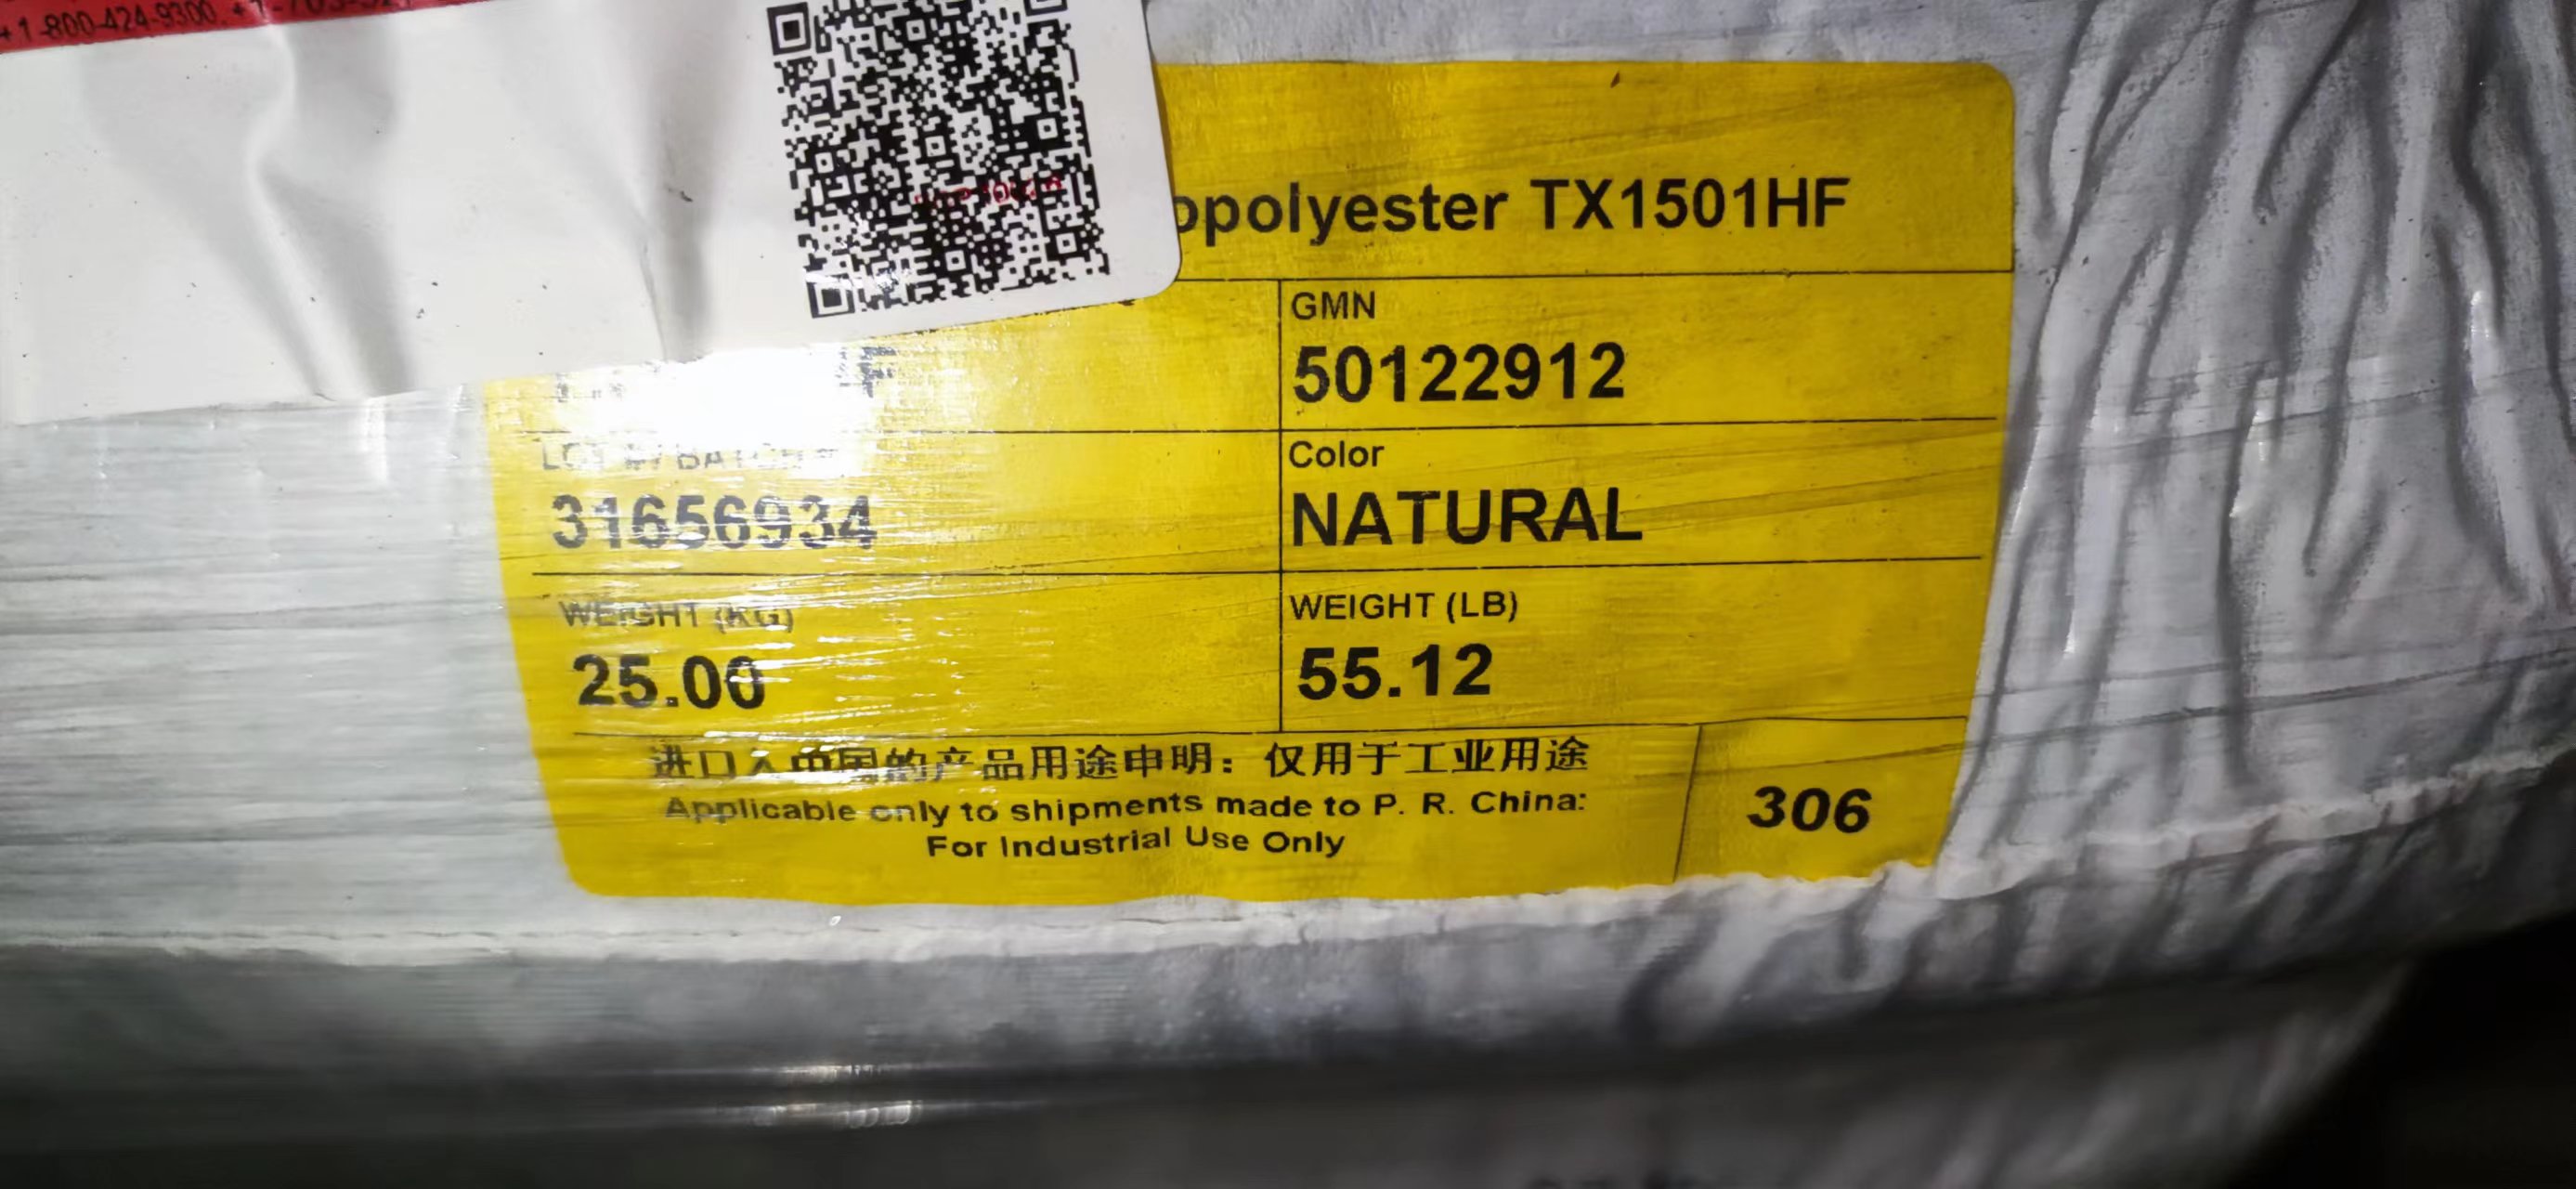 +1-800-424-9300,
opolyester TX1501HF
GMN
50122912
LOT #/ BATCH #
31656934
Color
NATURAL
WEIGHT (KG)
25.00
WEIGHT (LB)
55.12
进口入中国的产品用途申明：仅用于工业用途
Applicable only to shipments made to P. R. China:
For Industrial Use Only
306